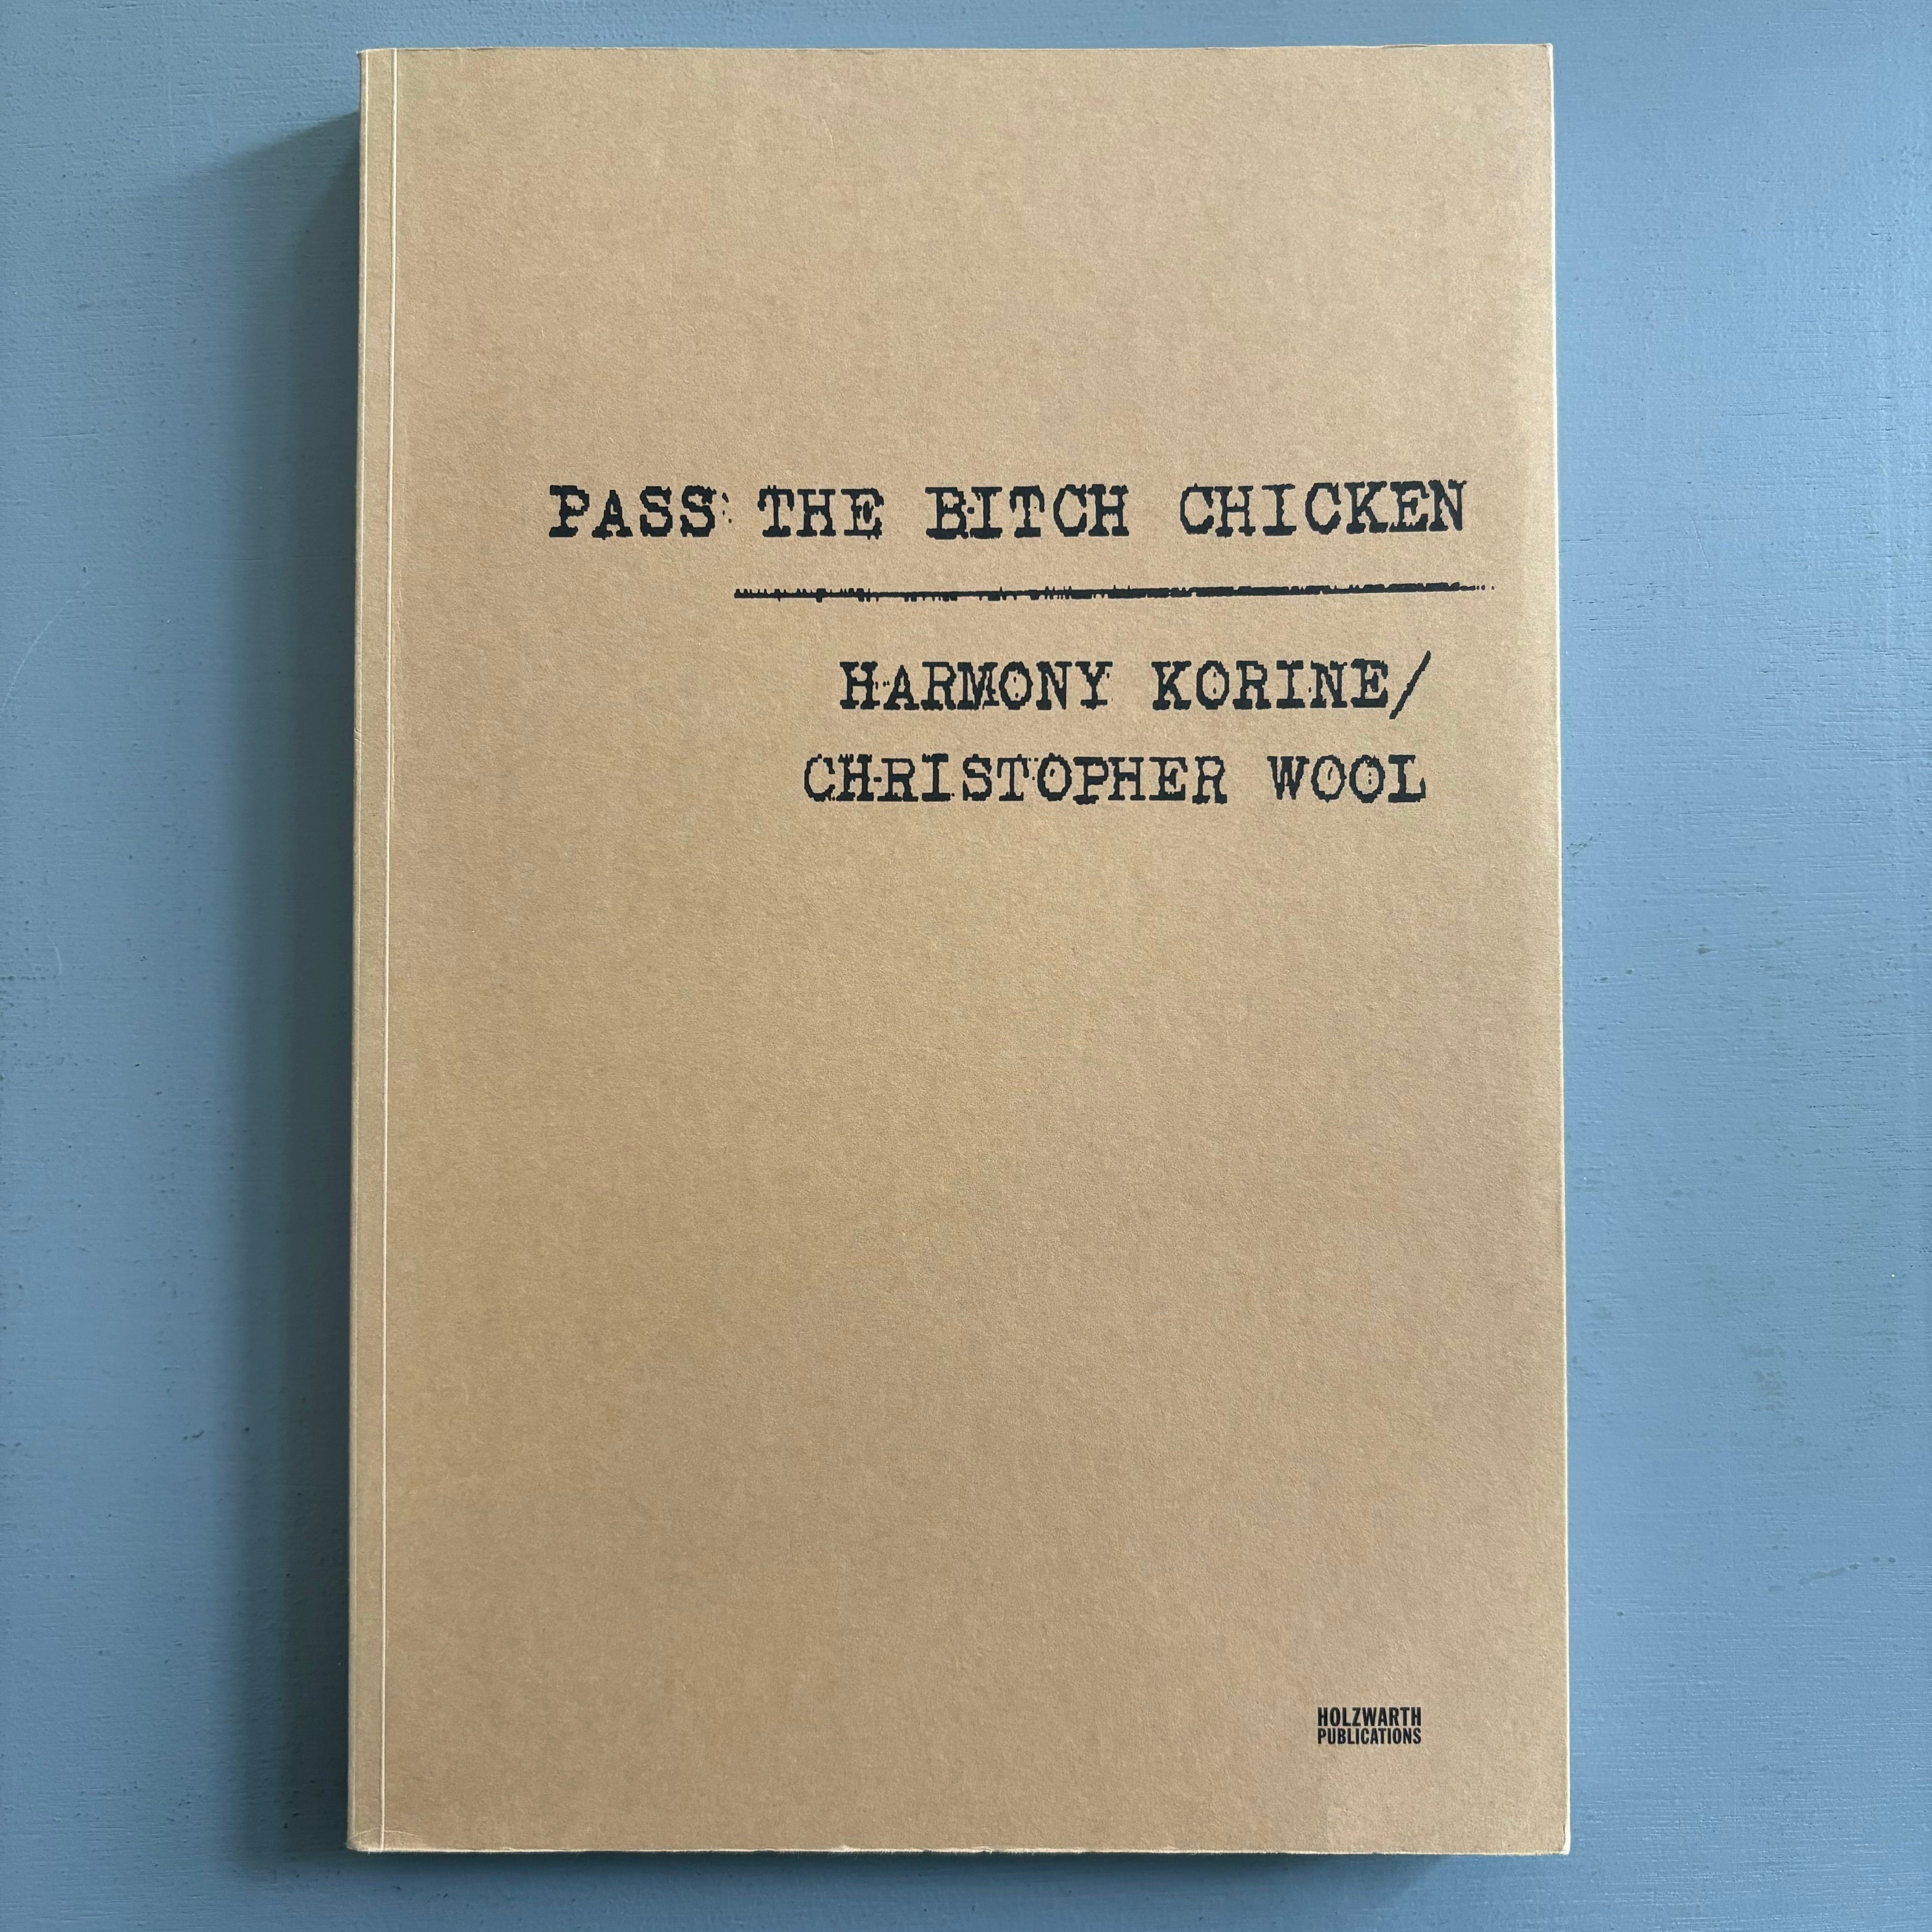 PASS THE BITCH CHICKEN
HARMONY KORINE/
CHRISTOPHER WOOL
HOLZWARTH
PUBLICATIONS